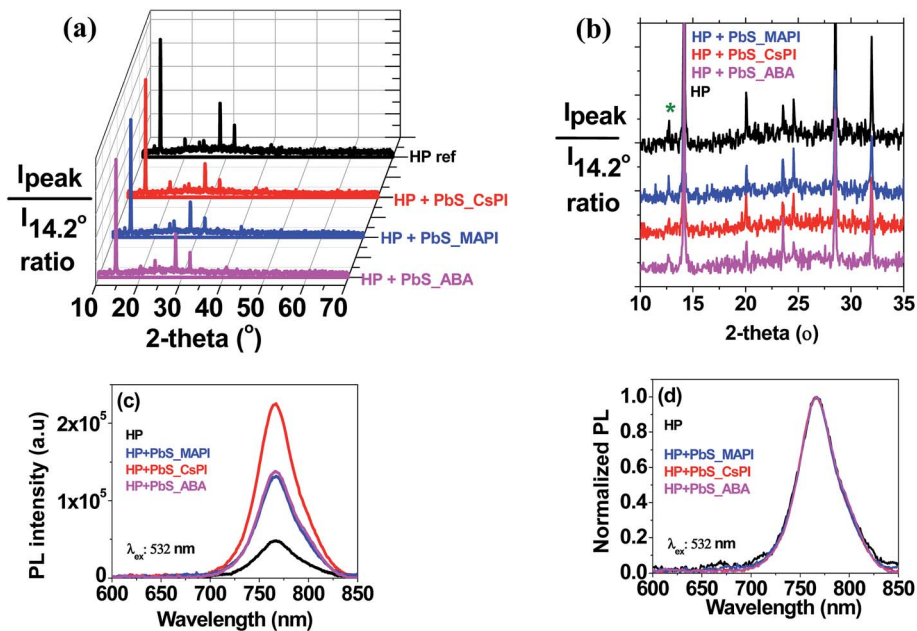 (a)
Ipeak
I14.2°
ratio
HP ref
HP + PbS_CsPI
HP + PbS_MAPI
HP + PbS_ABA
10 20 30 40 50 60 70
2-theta (°)
(b)
HP + PbS_MAPI
HP + PbS_CsPI
HP + PbS_ABA
HP
*
Ipeak
I14.2°
ratio
10 15 20 25 30 35
2-theta (o)
(c)
HP
HP+PbS_MAPI
HP+PbS_CsPI
HP+PbS_ABA
λex: 532 nm
PL intensity (a.u)
2x10⁵
1x10⁵
0
600 650 700 750 800 850
Wavelength (nm)
(d)
HP
HP+PbS_MAPI
HP+PbS_CsPI
HP+PbS_ABA
λex: 532 nm
Normalized PL
1.0
0.8
0.6
0.4
0.2
0.0
600 650 700 750 800 850
Wavelength (nm)